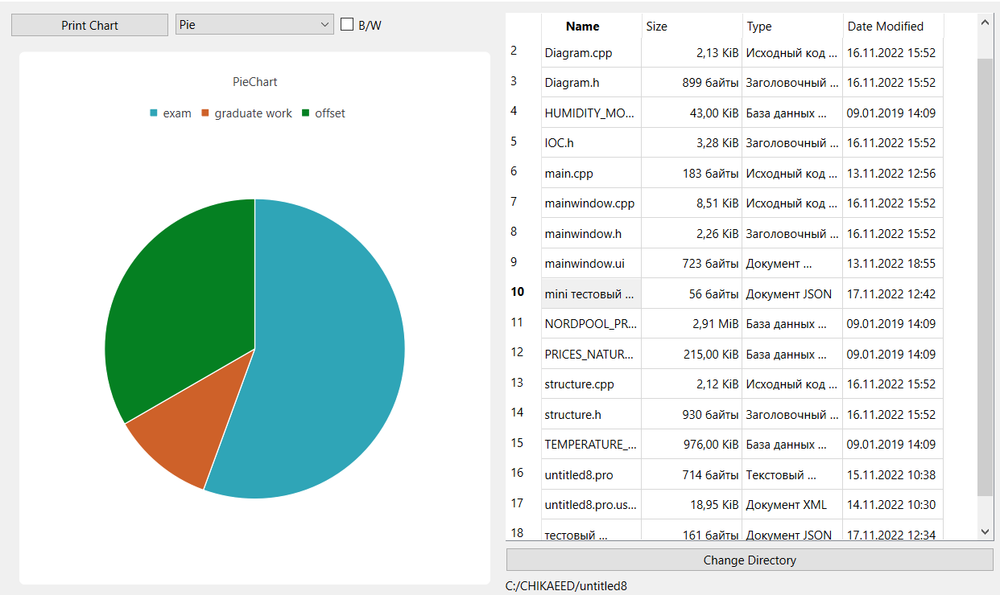 Print Chart Pie B/W
PieChart
exam graduate work offset
Name Size Type Date Modified
2 Diagram.cpp 2,13 KiB Исходный код ... 16.11.2022 15:52
3 Diagram.h 899 байты Заголовочный ... 16.11.2022 15:52
4 HUMIDITY_MO... 43,00 KiB База данных ... 09.01.2019 14:09
5 IOC.h 3,28 KiB Заголовочный ... 16.11.2022 15:52
6 main.cpp 183 байты Исходный код ... 13.11.2022 12:56
7 mainwindow.cpp 8,51 KiB Исходный код ... 16.11.2022 15:52
8 mainwindow.h 2,26 KiB Заголовочный ... 16.11.2022 15:52
9 mainwindow.ui 723 байты Документ ... 13.11.2022 18:55
10 mini тестовый ... 56 байты Документ JSON 17.11.2022 12:42
11 NORDPOOL_PR... 2,91 MiB База данных ... 09.01.2019 14:09
12 PRICES_NATUR... 215,00 KiB База данных ... 09.01.2019 14:09
13 structure.cpp 2,12 KiB Исходный код ... 16.11.2022 15:52
14 structure.h 930 байты Заголовочный ... 16.11.2022 15:52
15 TEMPERATURE_... 976,00 KiB База данных ... 09.01.2019 14:09
16 untitled8.pro 714 байты Текстовый ... 15.11.2022 10:38
17 untitled8.pro.us... 18,95 KiB Документ XML 14.11.2022 10:30
18 тестовый ... 161 байты Документ JSON 17.11.2022 12:34
Change Directory
C:/CHIKAEED/untitled8